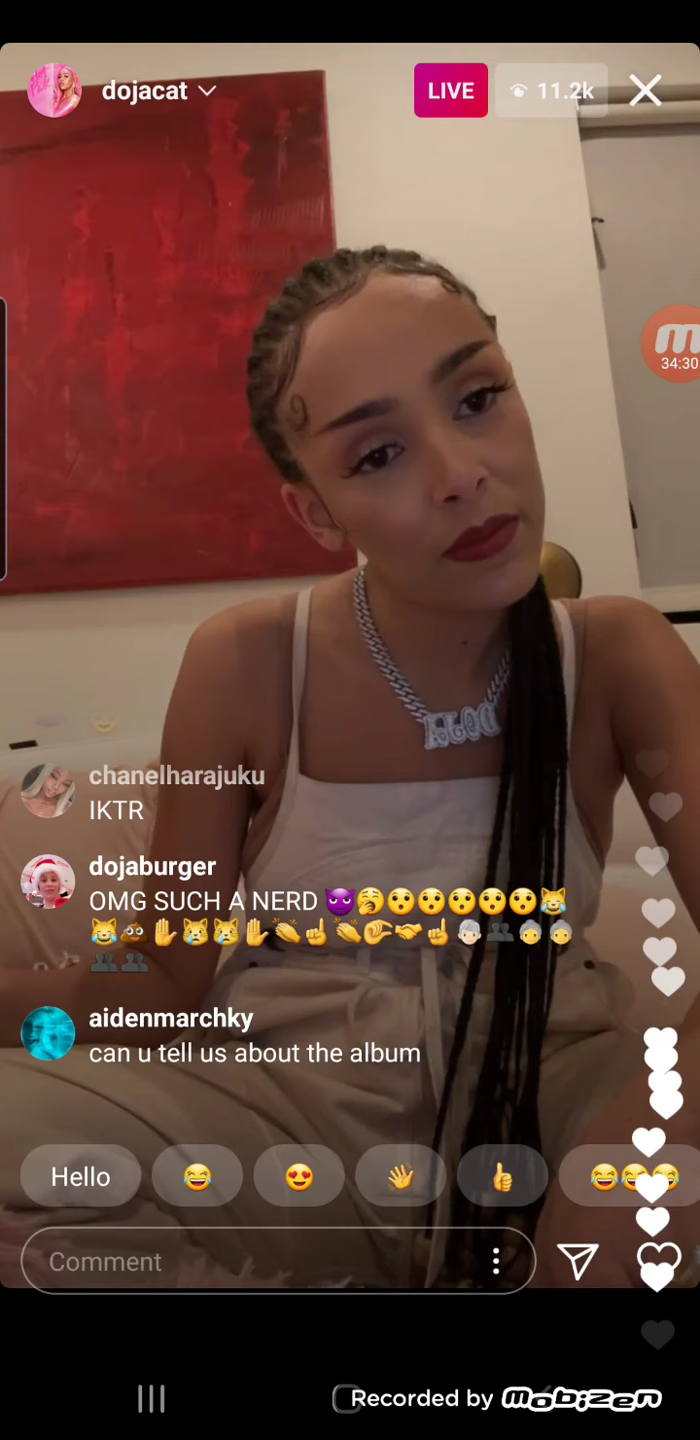 dojacat
LIVE
11.2k
34:30
DOJA
chanelharajuku
IKTR
dojaburger
OMG SUCH A NERD 😈🥱😯😯😯😯😯😹
😹💩✋😿😿✋👏☝👏🤏🤝☝👨🏻‍🦳👥👵👵
👥👥
aidenmarchky
can u tell us about the album
Hello 😂 😍 👋 👍 😂😂😂
Comment
Recorded by mobizen